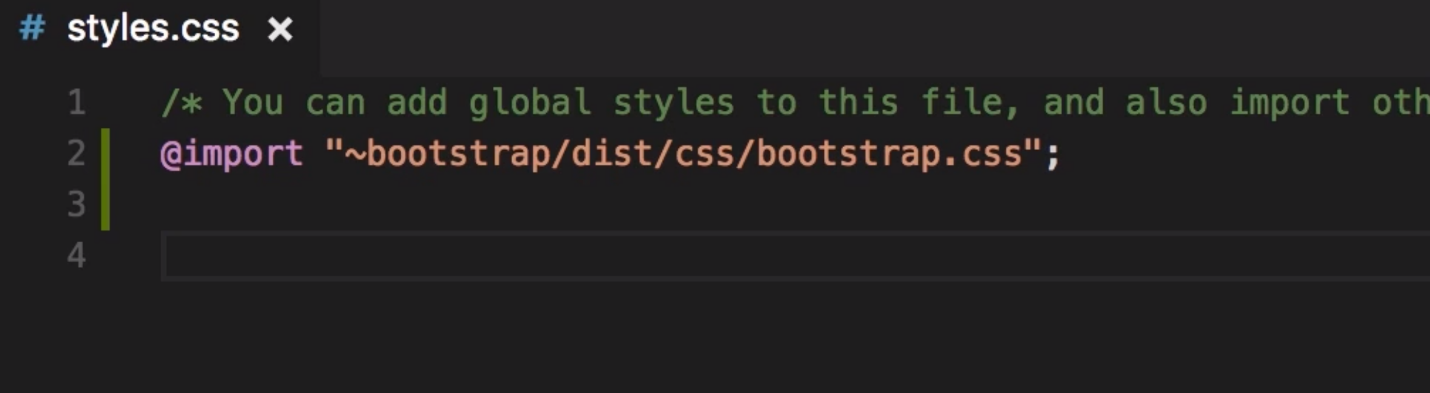 # styles.css ×
1 /* You can add global styles to this file, and also import oth
2 @import "~bootstrap/dist/css/bootstrap.css";
3
4